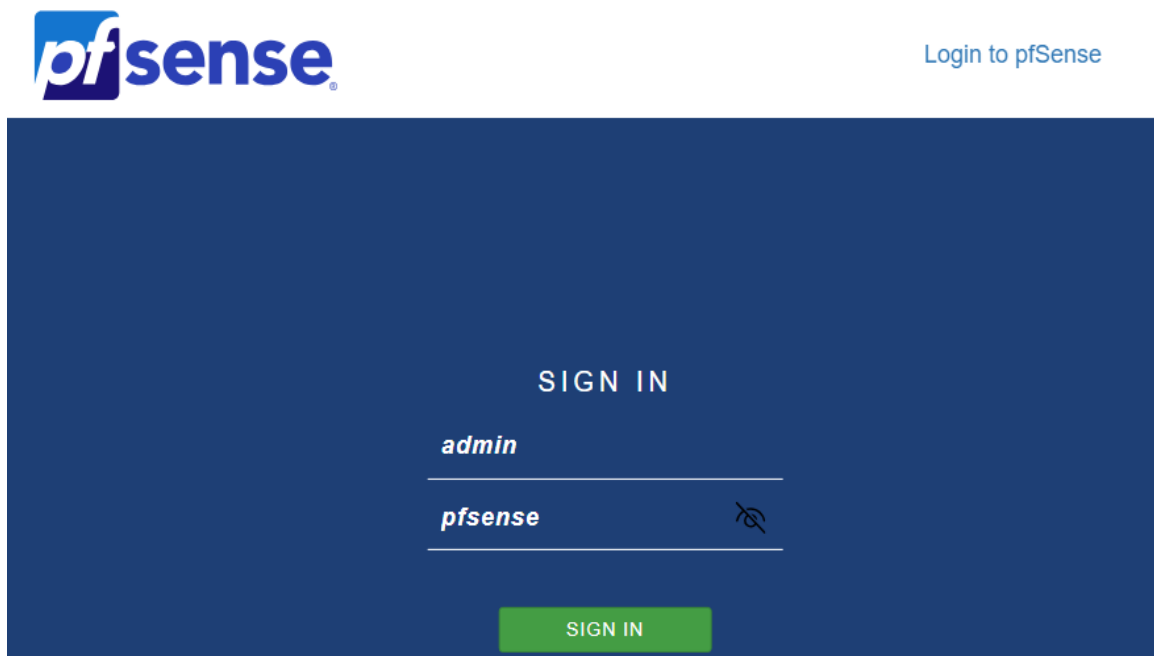 pfsense®
Login to pfSense
SIGN IN
admin
pfsense
SIGN IN